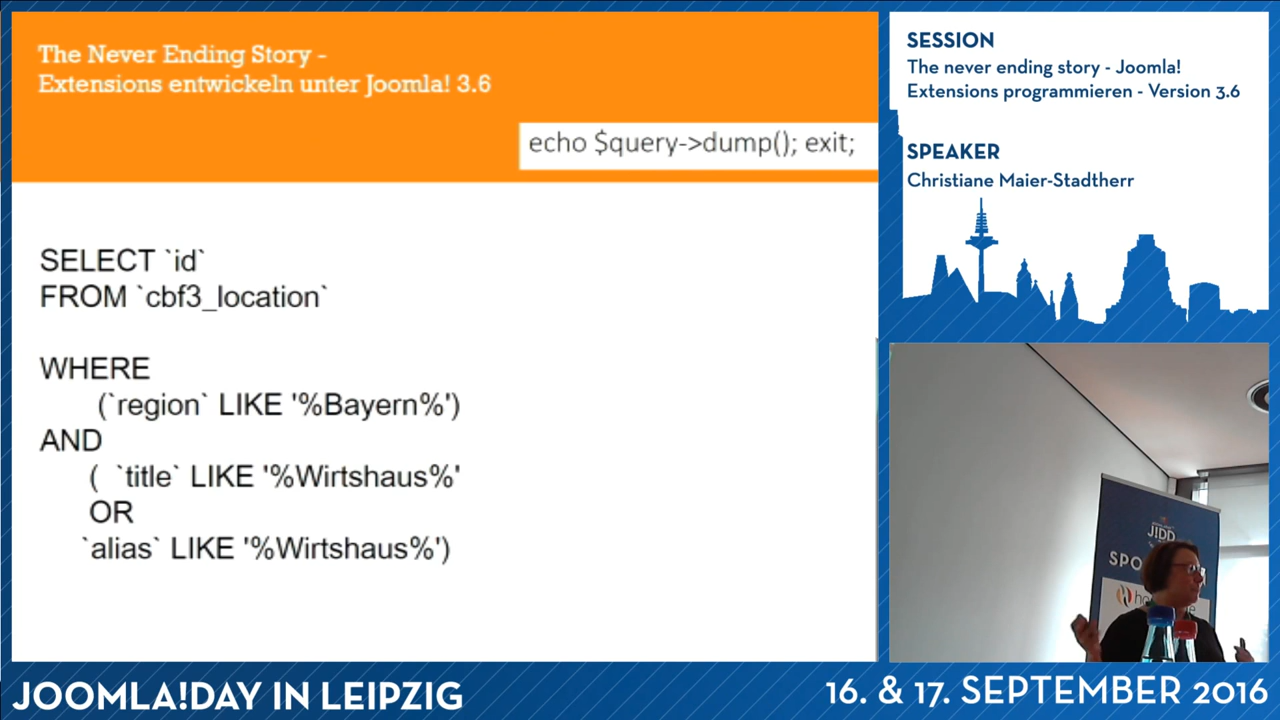 The Never Ending Story -
Extensions entwickeln unter Joomla! 3.6
echo $query->dump(); exit;
SELECT `id`
FROM `cbf3_location`
WHERE
(`region` LIKE '%Bayern%')
AND
( `title` LIKE '%Wirtshaus%'
OR
`alias` LIKE '%Wirtshaus%')
SESSION
The never ending story - Joomla!
Extensions programmieren - Version 3.6
SPEAKER
Christiane Maier-Stadtherr
J!DD
SPO
JOOMLA!DAY IN LEIPZIG
16. & 17. SEPTEMBER 2016